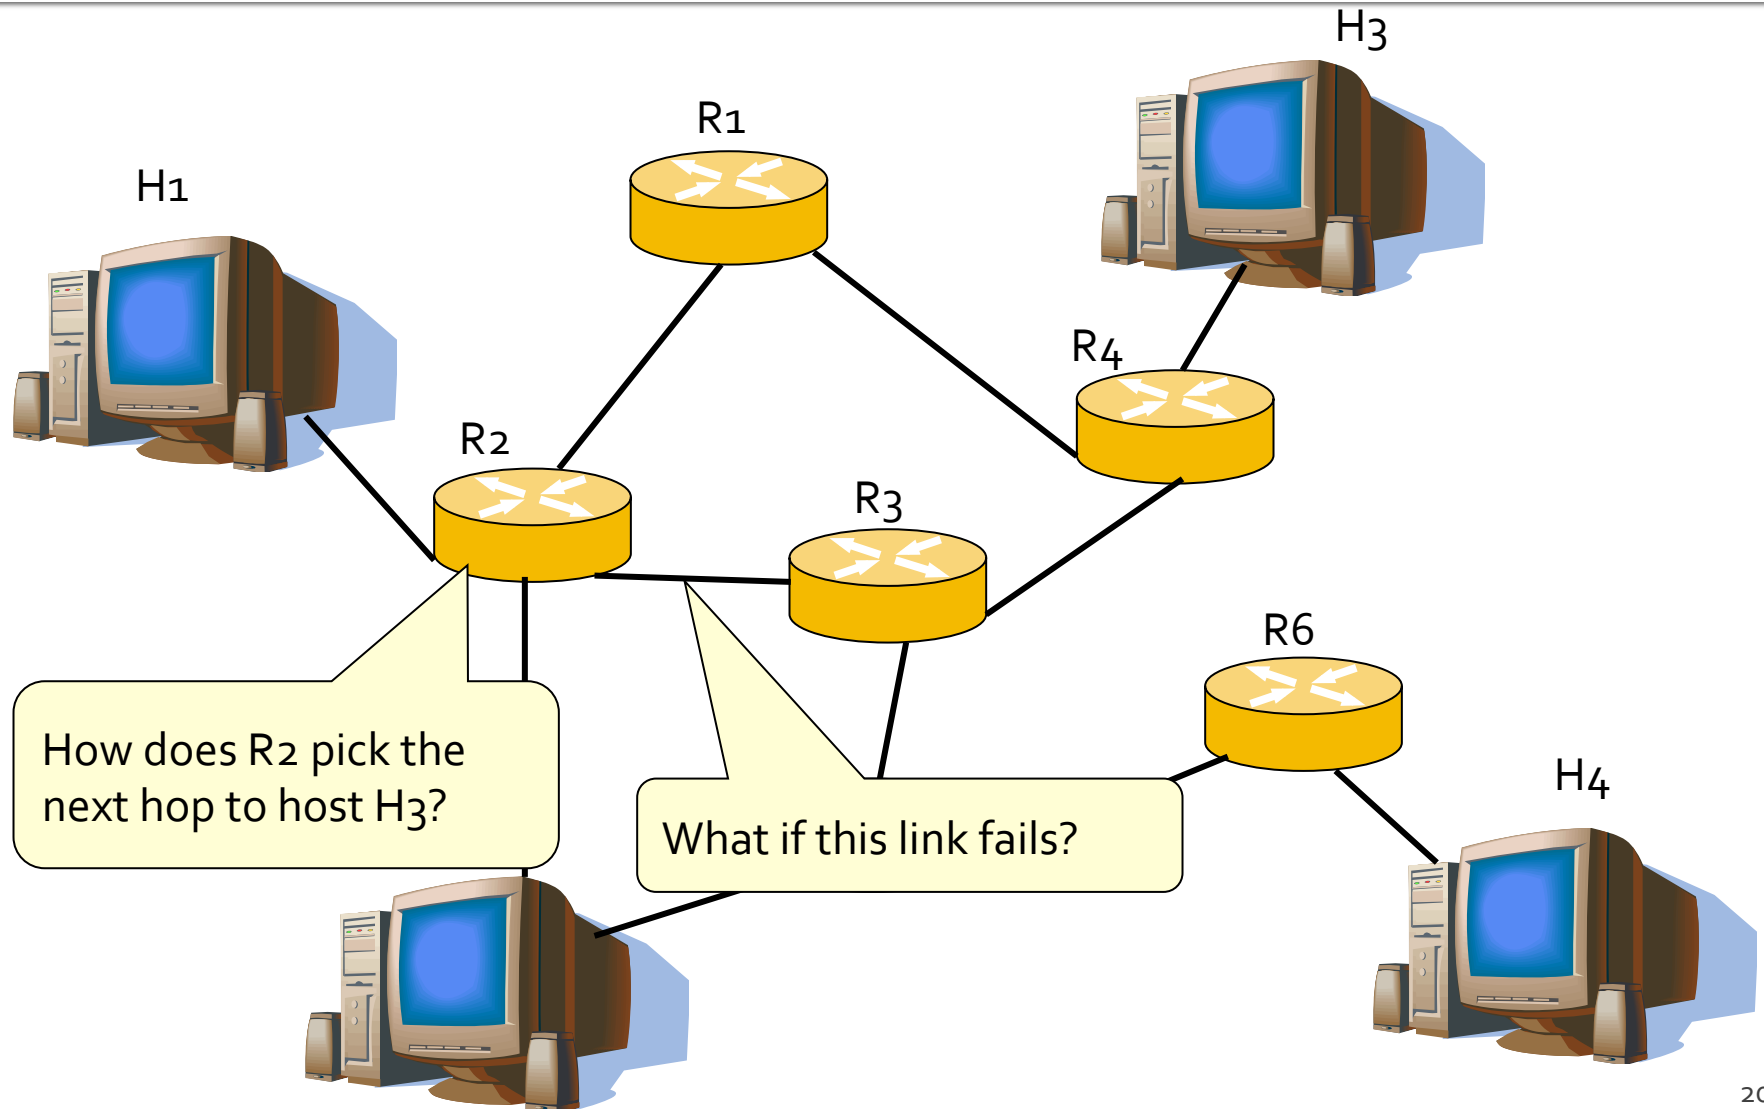 H3
R1
H1
R4
R2
R3
R6
How does R2 pick the
next hop to host H3?
H4
What if this link fails?